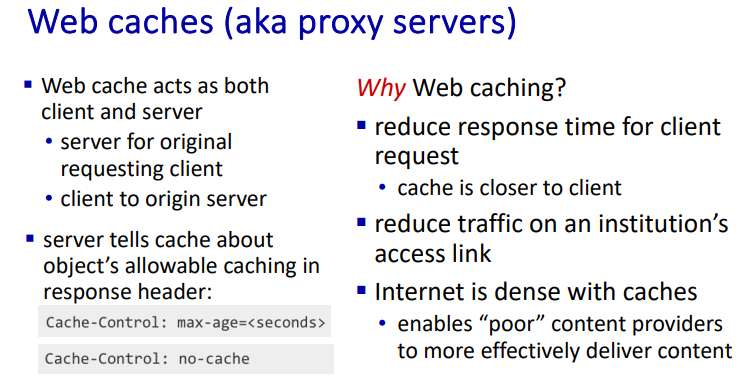 Web caches (aka proxy servers)
▪ Web cache acts as both
client and server
• server for original
requesting client
• client to origin server
▪ server tells cache about
object’s allowable caching in
response header:
Cache-Control: max-age=<seconds>
Cache-Control: no-cache
Why Web caching?
▪ reduce response time for client
request
• cache is closer to client
▪ reduce traffic on an institution’s
access link
▪ Internet is dense with caches
• enables “poor” content providers
to more effectively deliver content